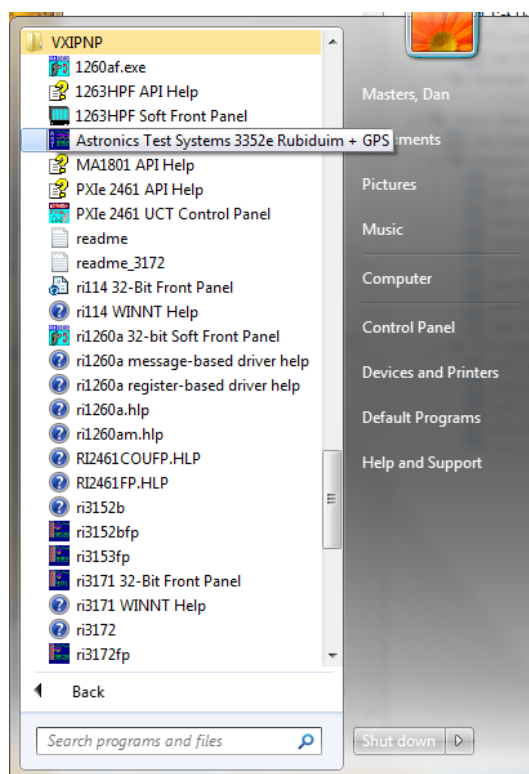 VXIPNP
1260af.exe
1263HPF API Help
1263HPF Soft Front Panel
Astronics Test Systems 3352e Rubiduim + GPS
MA1801 API Help
PXIe 2461 API Help
PXIe 2461 UCT Control Panel
readme
readme_3172
ri114 32-Bit Front Panel
ri114 WINNT Help
ri1260a 32-bit Soft Front Panel
ri1260a message-based driver help
ri1260a register-based driver help
ri1260a.hlp
ri1260am.hlp
RI2461COUFP.HLP
RI2461FP.HLP
ri3152b
ri3152bfp
ri3153fp
ri3171 32-Bit Front Panel
ri3171 WINNT Help
ri3172
ri3172fp
Back
Search programs and files
Masters, Dan
uments
Pictures
Music
Computer
Control Panel
Devices and Printers
Default Programs
Help and Support
Shut down